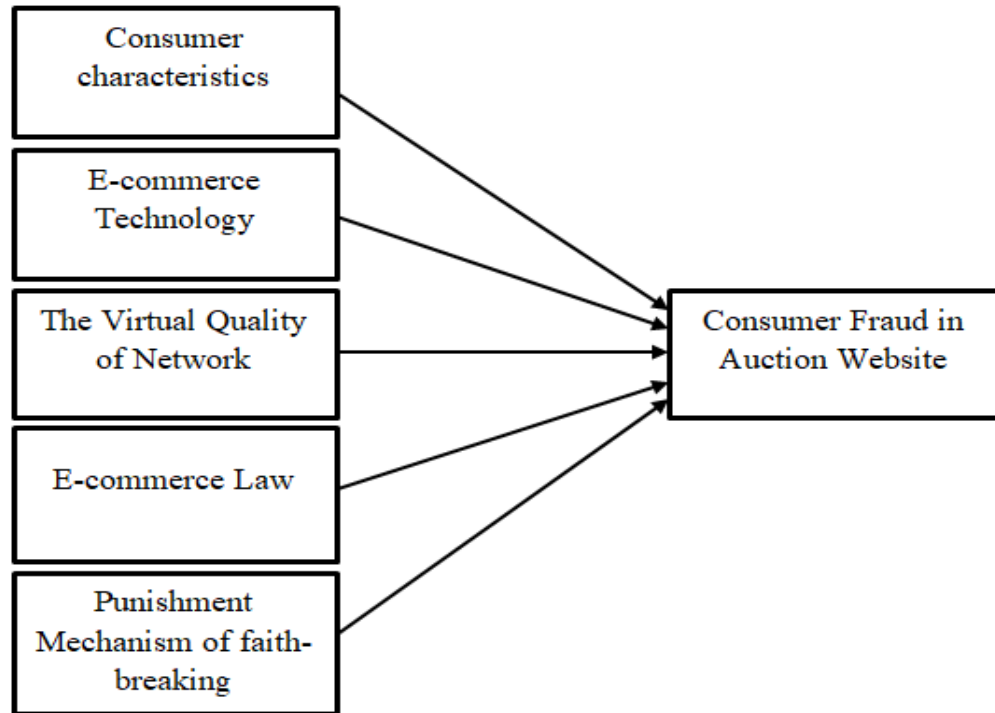 Consumer
characteristics
E-commerce
Technology
The Virtual Quality
of Network
E-commerce Law
Punishment
Mechanism of faith-
breaking
Consumer Fraud in
Auction Website